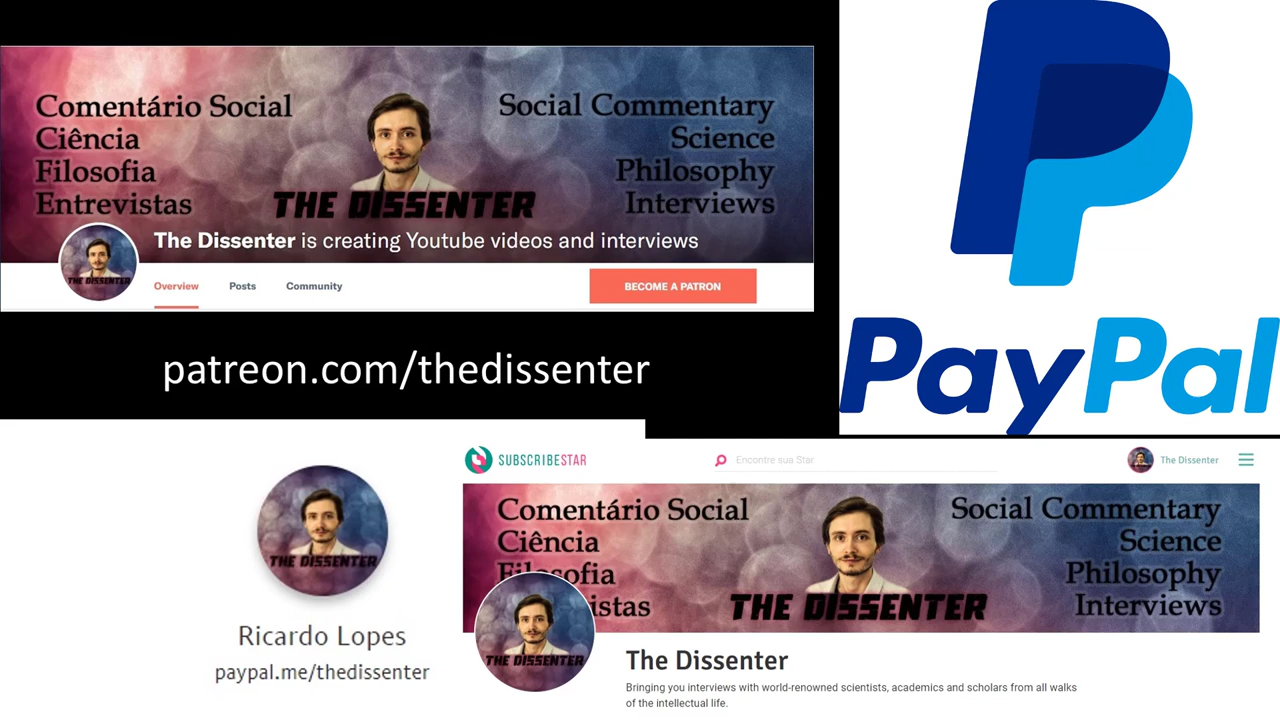 Comentário Social
Ciência
Filosofia
Entrevistas
THE DISSENTER
Social Commentary
Science
Philosophy
Interviews
The Dissenter is creating Youtube videos and interviews
THE DISSENTER
Overview Posts Community
BECOME A PATRON
patreon.com/thedissenter
PayPal
THE DISSENTER
Ricardo Lopes
paypal.me/thedissenter
SUBSCRIBESTAR
Encontre sua Star
The Dissenter
Comentário Social
Ciência
Filosofia
istas
THE DISSENTER
Social Commentary
Science
Philosophy
Interviews
THE DISSENTER
The Dissenter
Bringing you interviews with world-renowned scientists, academics and scholars from all walks
of the intellectual life.